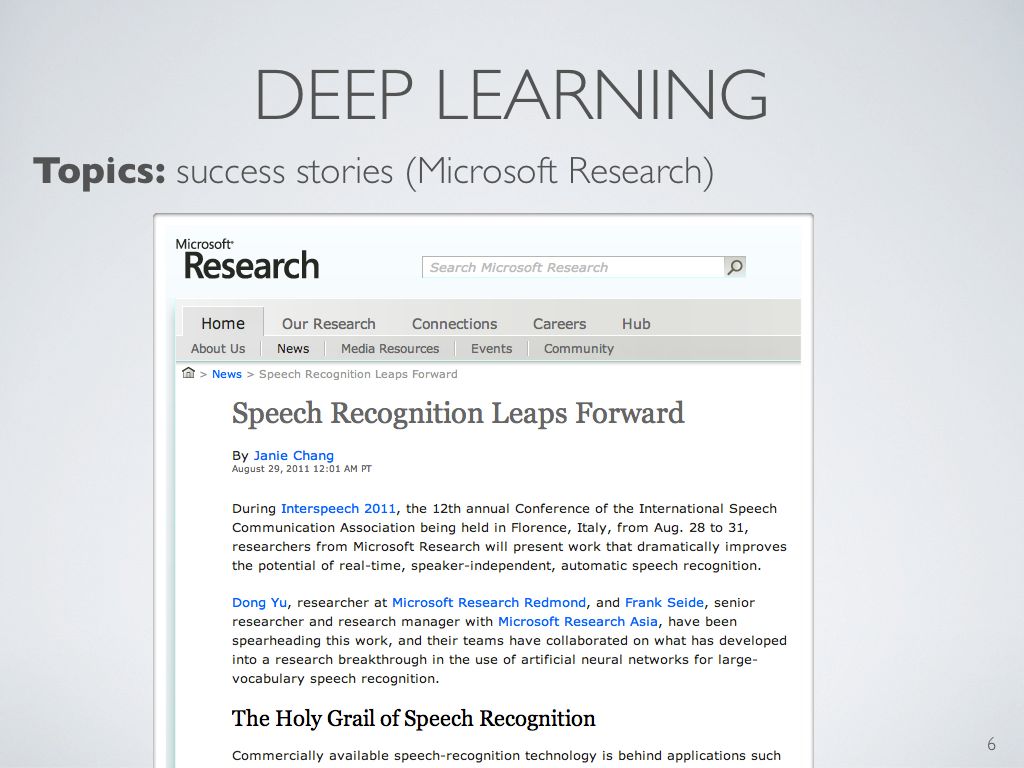 DEEP LEARNING
Topics: success stories (Microsoft Research)
Microsoft®
Research
Search Microsoft Research
Home Our Research Connections Careers Hub
About Us News Media Resources Events Community
> News > Speech Recognition Leaps Forward
Speech Recognition Leaps Forward
By Janie Chang
August 29, 2011 12:01 AM PT
During Interspeech 2011, the 12th annual Conference of the International Speech
Communication Association being held in Florence, Italy, from Aug. 28 to 31,
researchers from Microsoft Research will present work that dramatically improves
the potential of real-time, speaker-independent, automatic speech recognition.
Dong Yu, researcher at Microsoft Research Redmond, and Frank Seide, senior
researcher and research manager with Microsoft Research Asia, have been
spearheading this work, and their teams have collaborated on what has developed
into a research breakthrough in the use of artificial neural networks for large-
vocabulary speech recognition.
The Holy Grail of Speech Recognition
Commercially available speech-recognition technology is behind applications such
6